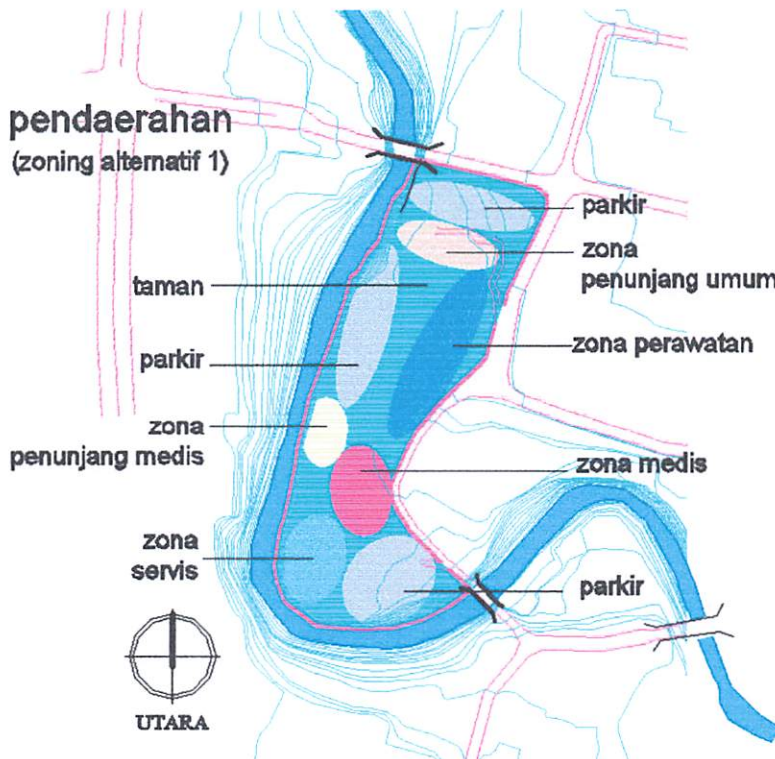 pendaerahan
(zoning alternatif 1)
parkir
zona
penunjang umum
taman
zona perawatan
parkir
zona
penunjang medis
zona medis
zona
servis
parkir
UTARA